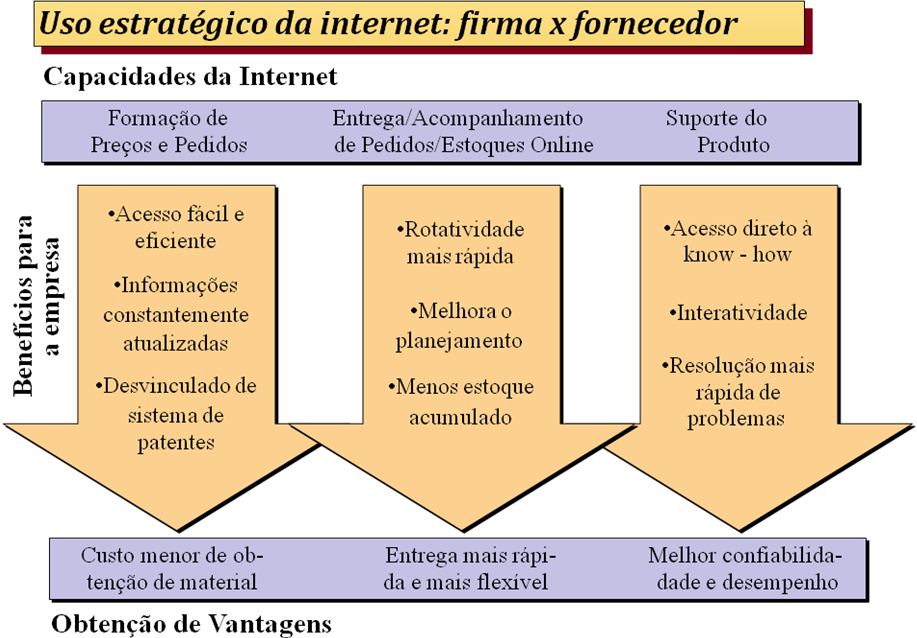 Uso estratégico da internet: firma x fornecedor
Capacidades da Internet
Formação de
Preços e Pedidos
Entrega/Acompanhamento
de Pedidos/Estoques Online
Suporte do
Produto
Benefícios para
a empresa
•Acesso fácil e
eficiente
•Informações
constantemente
atualizadas
•Desvinculado de
sistema de
patentes
•Rotatividade
mais rápida
•Melhora o
planejamento
•Menos estoque
acumulado
•Acesso direto à
know - how
•Interatividade
•Resolução mais
rápida de
problemas
Custo menor de ob-
tenção de material
Entrega mais rápi-
da e mais flexível
Melhor confiabilida-
dade e desempenho
Obtenção de Vantagens